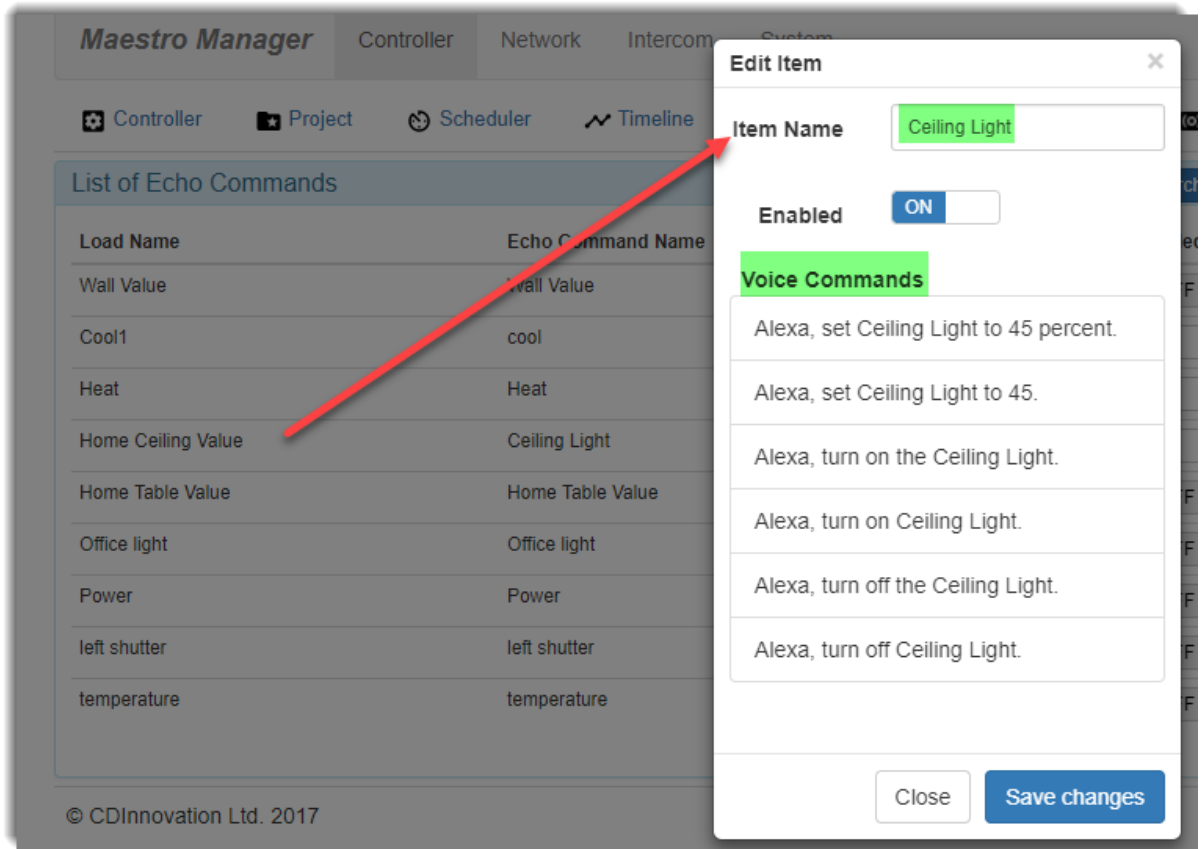 Maestro Manager Controller Network Intercom System
Controller Project Scheduler Timeline
List of Echo Commands
Load Name Echo Command Name
Wall Value Wall Value
Cool1 cool
Heat Heat
Home Ceiling Value Ceiling Light
Home Table Value Home Table Value
Office light Office light
Power Power
left shutter left shutter
temperature temperature
© CDInnovation Ltd. 2017
Edit Item ×
Item Name Ceiling Light
Enabled ON
Voice Commands
Alexa, set Ceiling Light to 45 percent.
Alexa, set Ceiling Light to 45.
Alexa, turn on the Ceiling Light.
Alexa, turn on Ceiling Light.
Alexa, turn off the Ceiling Light.
Alexa, turn off Ceiling Light.
Close Save changes